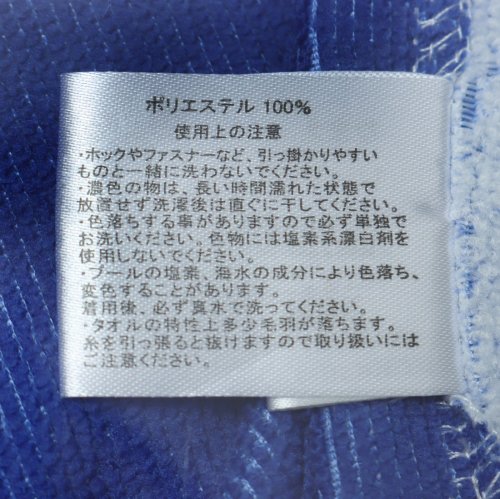 ポリエステル 100%
使用上の注意
・ホックやファスナーなど、引っ掛かりやすい
ものと一緒に洗わないでください。
・濃色の物は、長い時間濡れた状態で
放置せず洗濯後は直ぐに干してください。
・色落ちする事がありますので必ず単独で
お洗いください。色物には塩素系漂白剤を
使用しないでください。
・プールの塩素、海水の成分により色落ち、
変色することがあります。
着用後、必ず真水で洗ってください。
・タオルの特性上多少毛羽が落ちます。
糸を引っ張ると抜けますので取り扱いには
ご注意ください。